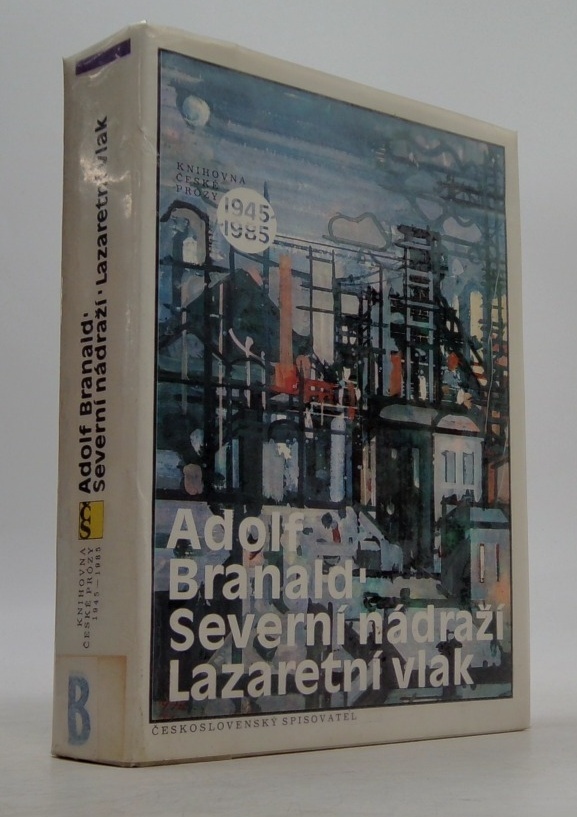 KNIHOVNA
ČESKÉ
PRÓZY
1945-
1985
Adolf
Branald·
Severní nádraží
Lazaretní vlak
ČESKOSLOVENSKÝ SPISOVATEL
Adolf Branald·
Severní nádraží · Lazaretní vlak
ČS
KNIHOVNA
ČESKÉ PRÓZY
1945–1985
B